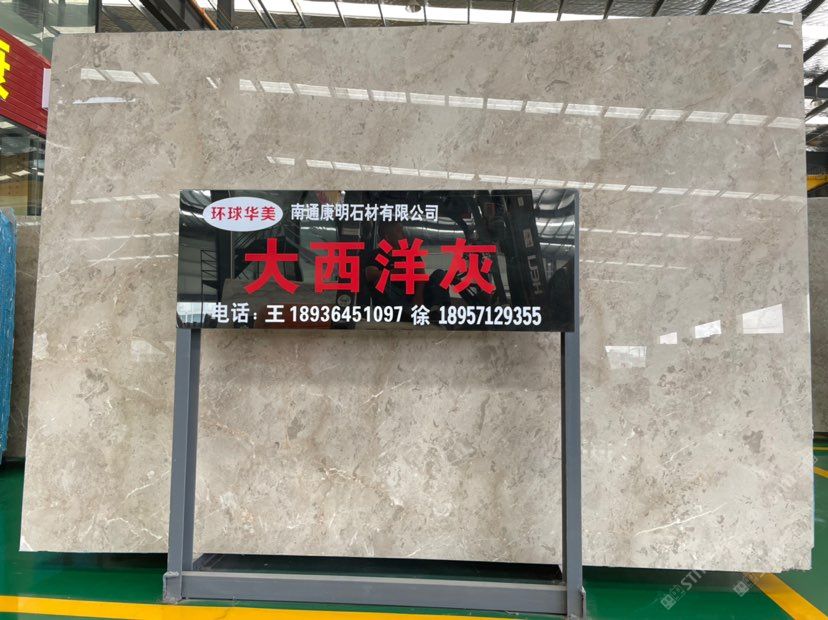 环球华美 南通康明石材有限公司
大西洋灰
电话：王 18936451097 徐 18957129355